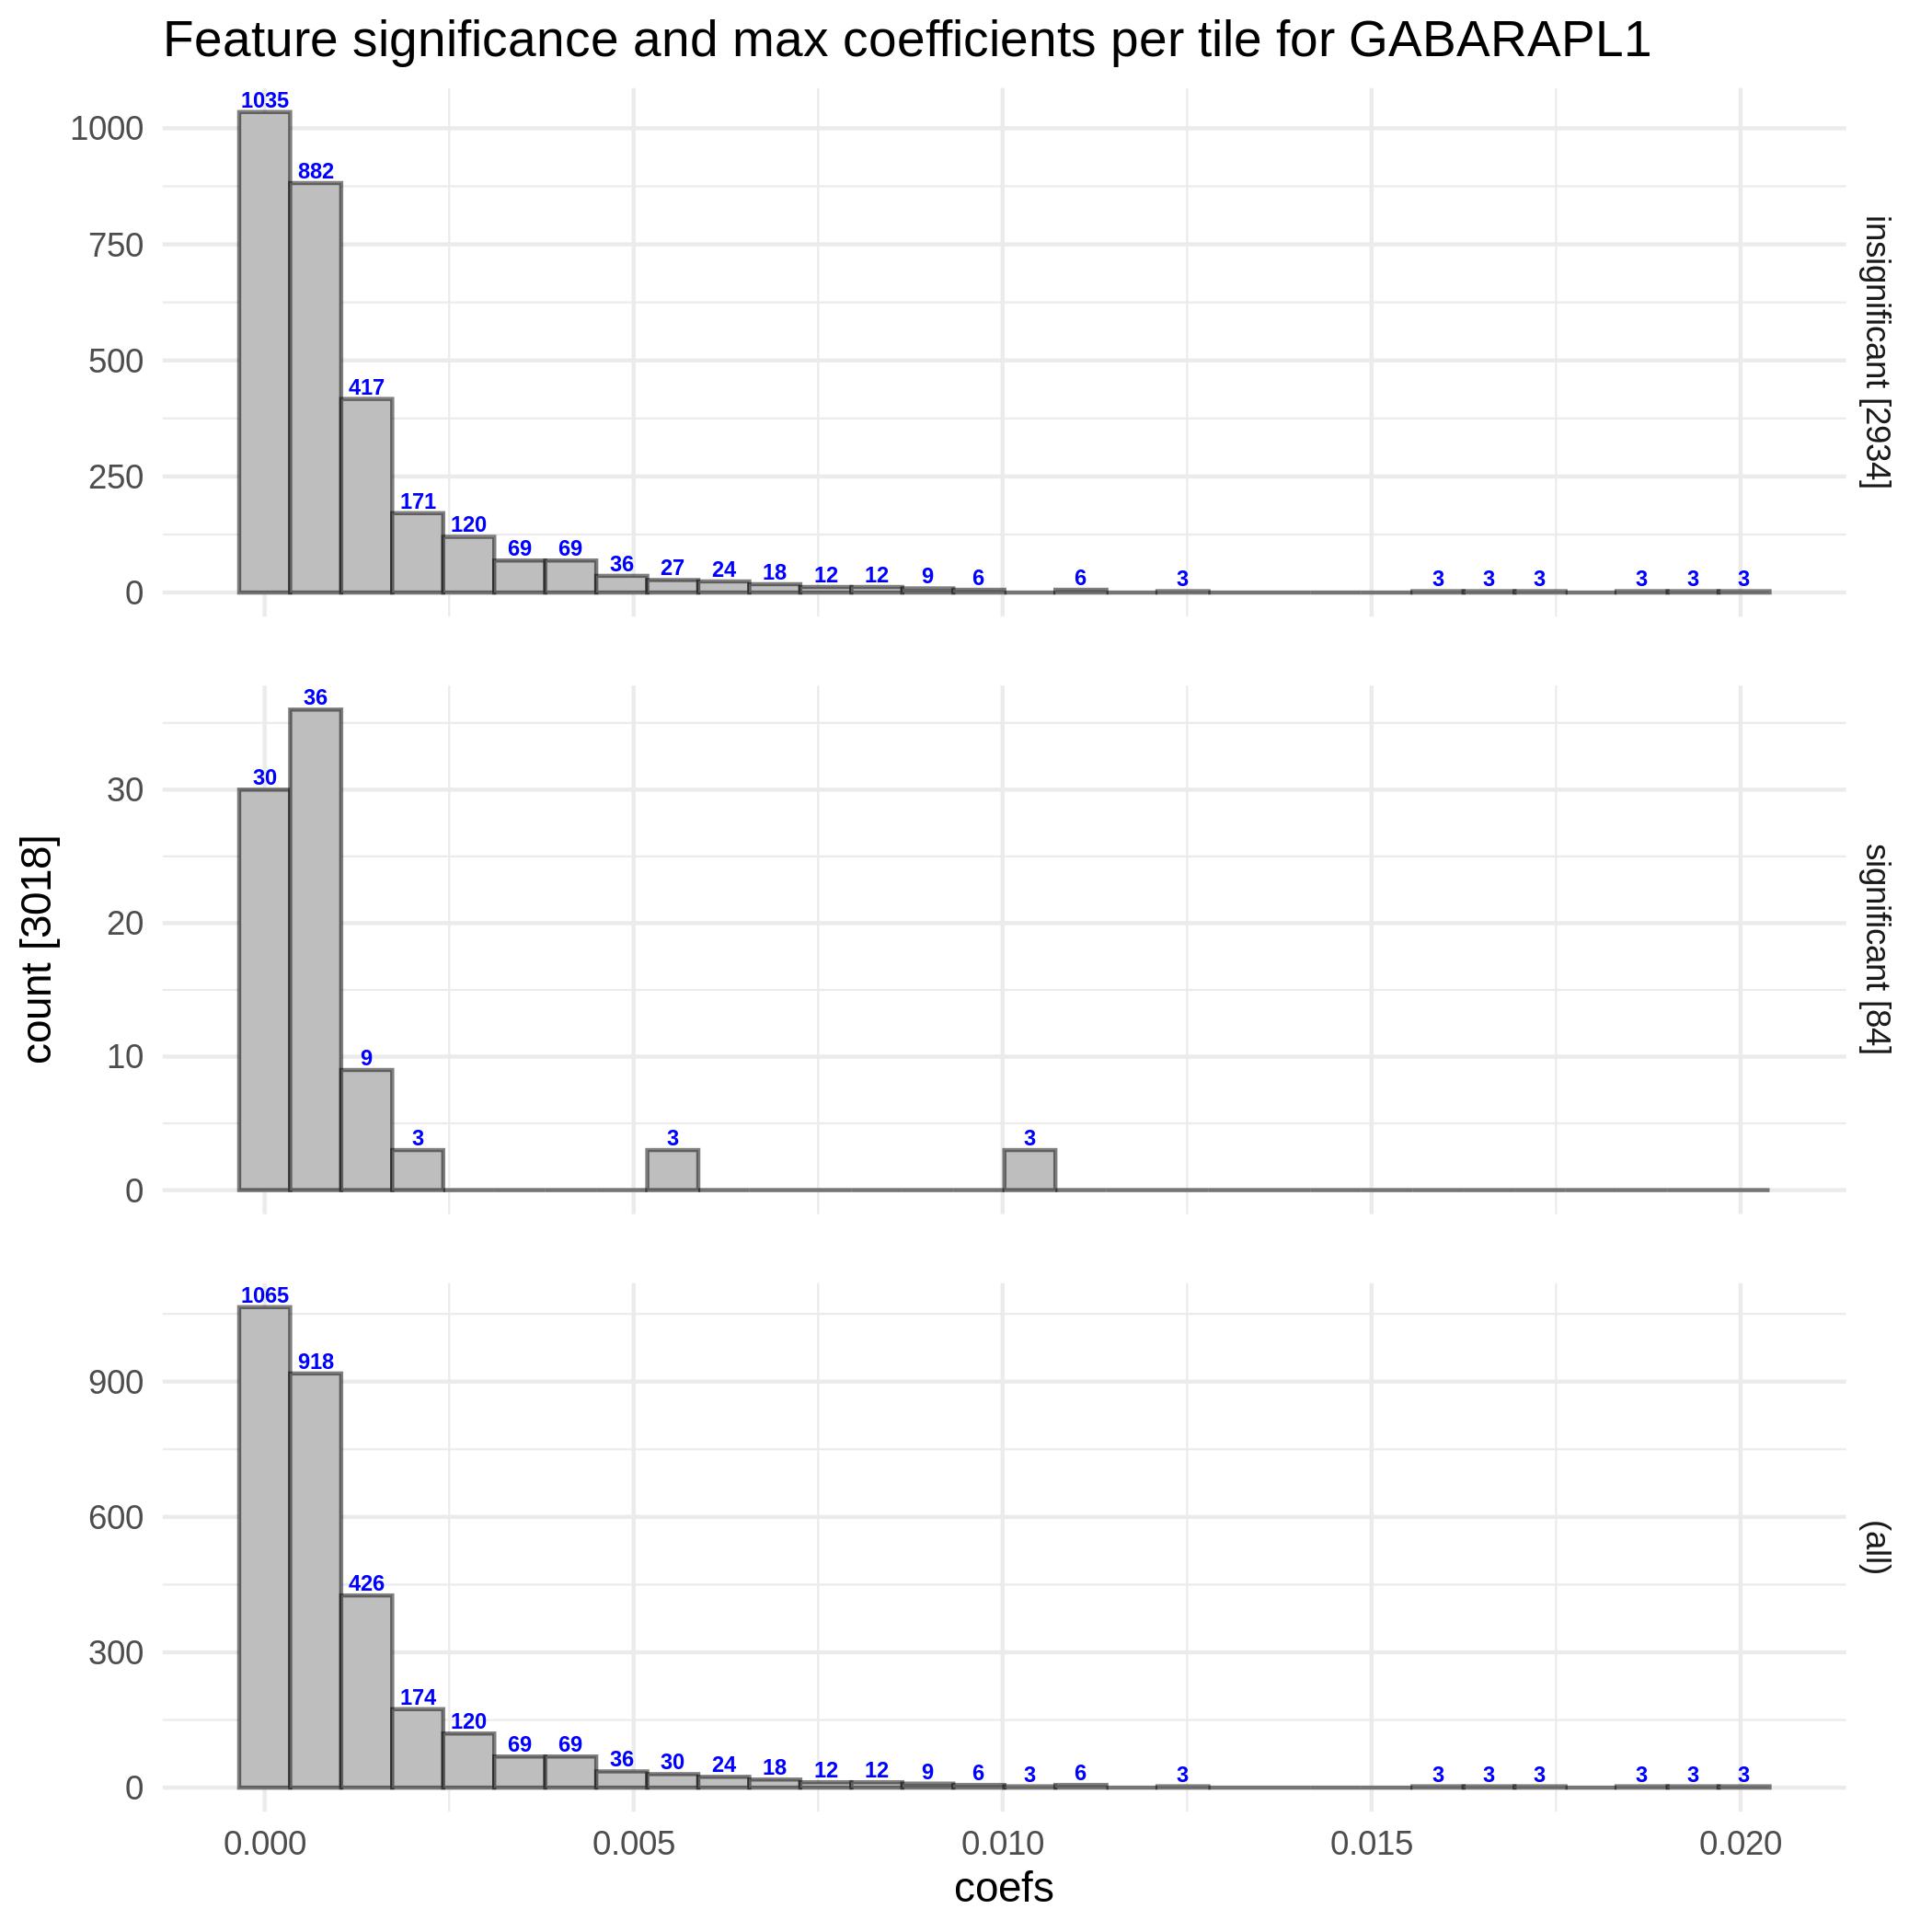 Feature significance and max coefficients per tile for GABARAPL1
1035
1000
882
750
500
417
250
171
120
69 69 36 27 24 18 12 12 9 6 6 3 3 3 3 3 3 3
0
insignificant [2934]
36
30
30
20
10
9
3 3 3
0
significant [84]
count [3018]
1065
918
900
600
426
300
174
120
69 69 36 30 24 18 12 12 9 6 3 6 3 3 3 3 3 3 3
0
(all)
0.000 0.005 0.010 0.015 0.020
coefs